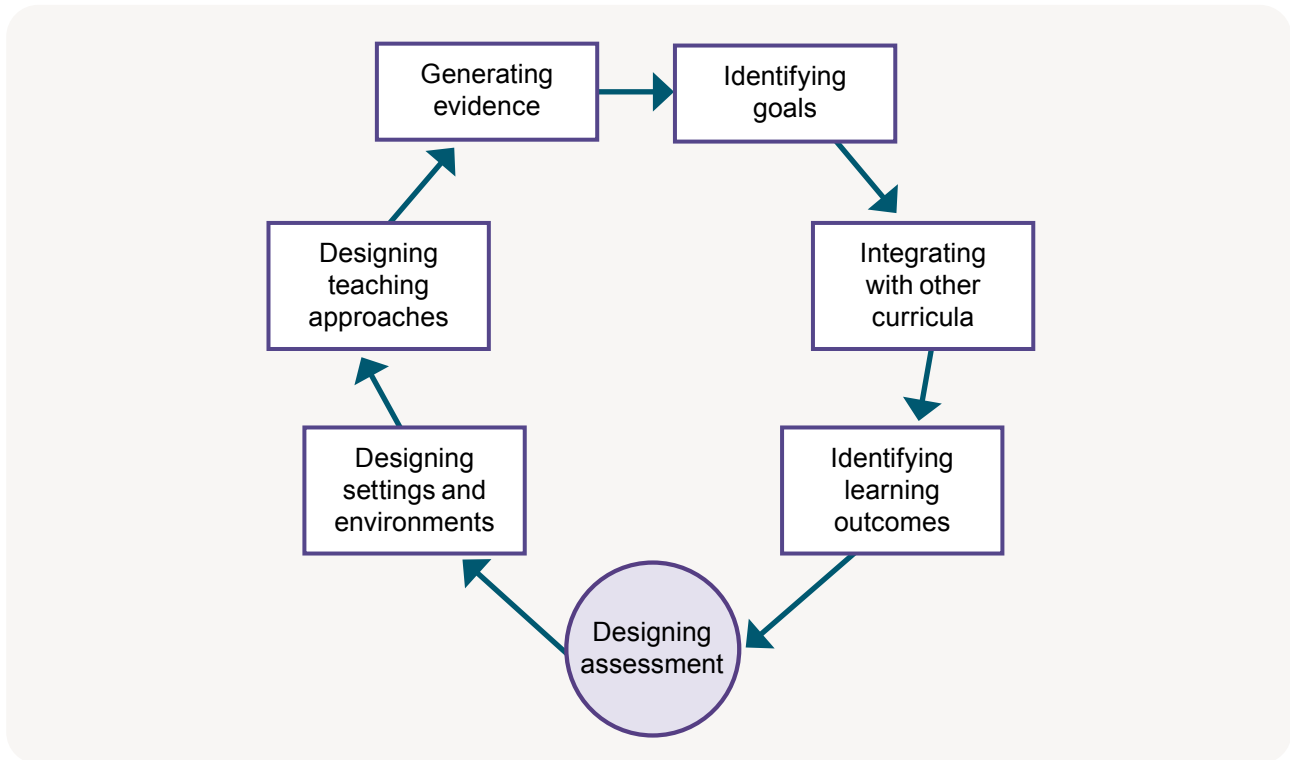 Generating
evidence
Identifying
goals
Integrating
with other
curricula
Identifying
learning
outcomes
Designing
assessment
Designing
settings and
environments
Designing
teaching
approaches